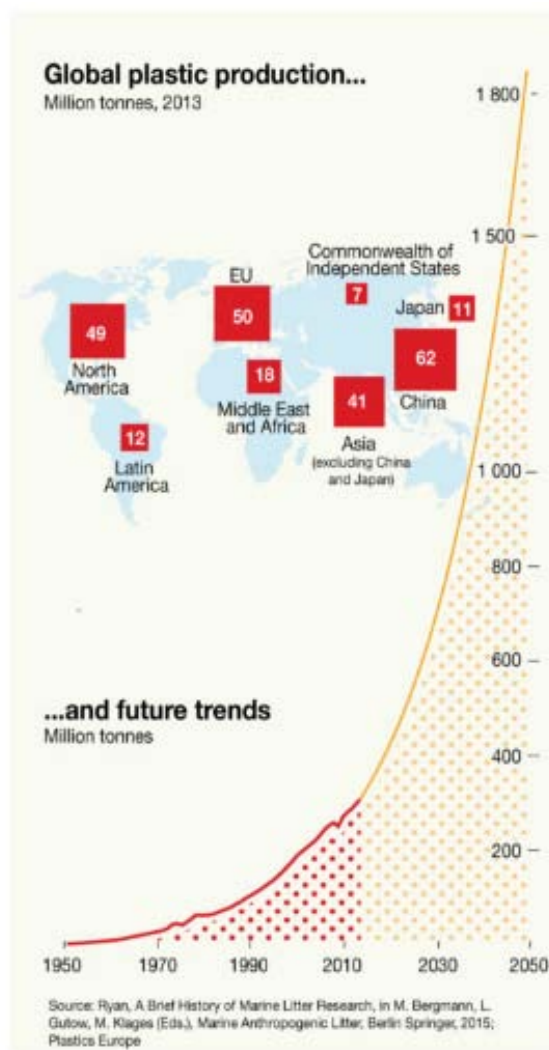 Global plastic production...
Million tonnes, 2013
1 800
1 500
Commonwealth of
Independent States
7
EU
50
Japan
11
49
North
America
18
Middle East
and Africa
62
China
41
Asia
(excluding China
and Japan)
12
Latin
America
1 000
800
600
...and future trends
Million tonnes
400
200
1950
1970
1990
2010
2030
2050
Source: Ryan, A Brief History of Marine Litter Research, in M. Bergmann, L.
Gutow, M. Klages (Eds.), Marine Anthropogenic Litter, Berlin Springer, 2015;
Plastics Europe